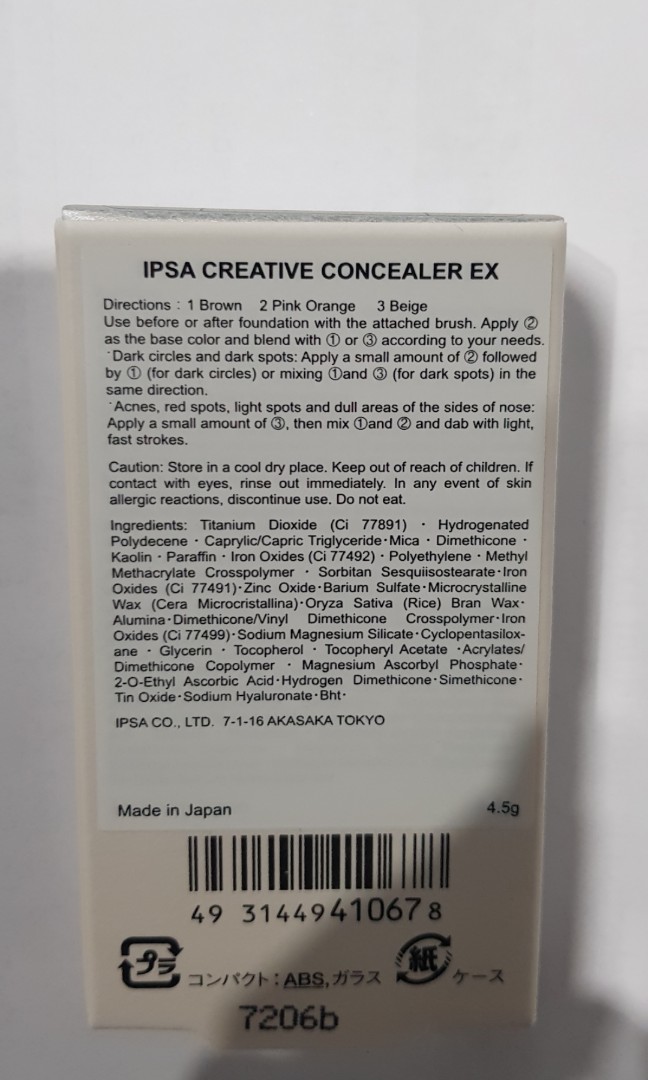 IPSA CREATIVE CONCEALER EX
Directions : 1 Brown 2 Pink Orange 3 Beige
Use before or after foundation with the attached brush. Apply ②
as the base color and blend with ① or ③ according to your needs.
·Dark circles and dark spots: Apply a small amount of ② followed
by ① (for dark circles) or mixing ①and ③ (for dark spots) in the
same direction.
·Acnes, red spots, light spots and dull areas of the sides of nose:
Apply a small amount of ③, then mix ①and ② and dab with light,
fast strokes.
Caution: Store in a cool dry place. Keep out of reach of children. If
contact with eyes, rinse out immediately. In any event of skin
allergic reactions, discontinue use. Do not eat.
Ingredients: Titanium Dioxide (Ci 77891) · Hydrogenated
Polydecene · Caprylic/Capric Triglyceride·Mica · Dimethicone ·
Kaolin · Paraffin · Iron Oxides (Ci 77492) · Polyethylene · Methyl
Methacrylate Crosspolymer · Sorbitan Sesquiisostearate·Iron
Oxides (Ci 77491)·Zinc Oxide·Barium Sulfate·Microcrystalline
Wax (Cera Microcristallina)·Oryza Sativa (Rice) Bran Wax·
Alumina·Dimethicone/Vinyl Dimethicone Crosspolymer·Iron
Oxides (Ci 77499)·Sodium Magnesium Silicate·Cyclopentasilox-
ane · Glycerin · Tocopherol · Tocopheryl Acetate ·Acrylates/
Dimethicone Copolymer · Magnesium Ascorbyl Phosphate·
2-O-Ethyl Ascorbic Acid·Hydrogen Dimethicone·Simethicone·
Tin Oxide·Sodium Hyaluronate·Bht·
IPSA CO., LTD. 7-1-16 AKASAKA TOKYO
Made in Japan 4.5g
49 31449410678
プラ コンパクト:ABS,ガラス 紙 ケース
7206b